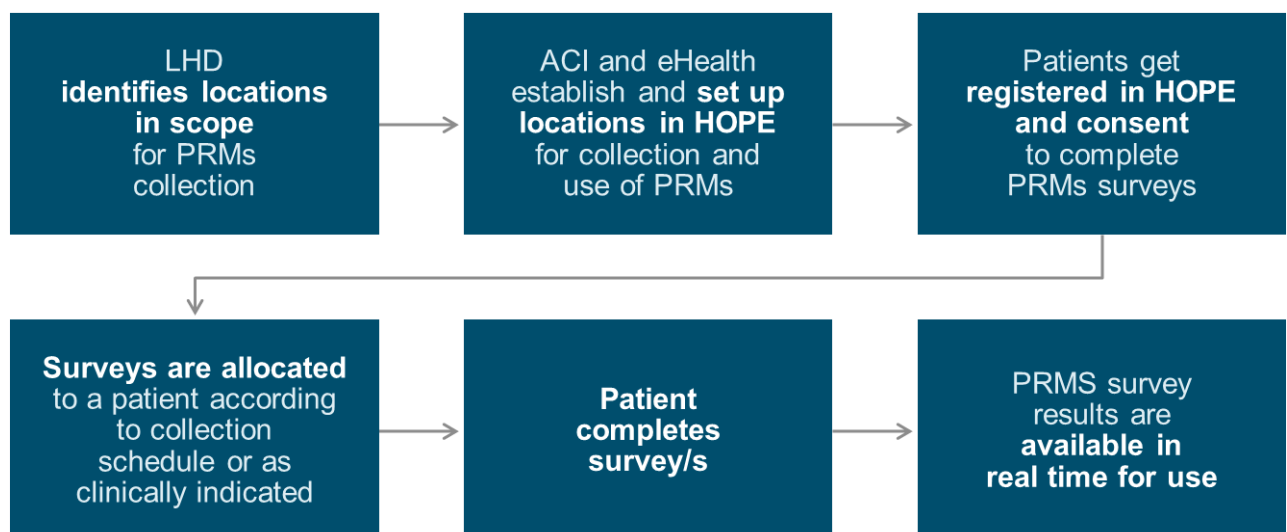 LHD
identifies locations
in scope
for PRMs
collection
ACI and eHealth
establish and set up
locations in HOPE
for collection and
use of PRMs
Patients get
registered in HOPE
and consent
to complete
PRMs surveys
Surveys are allocated
to a patient according
to collection
schedule or as
clinically indicated
Patient
completes
survey/s
PRMS survey
results are
available in
real time for use